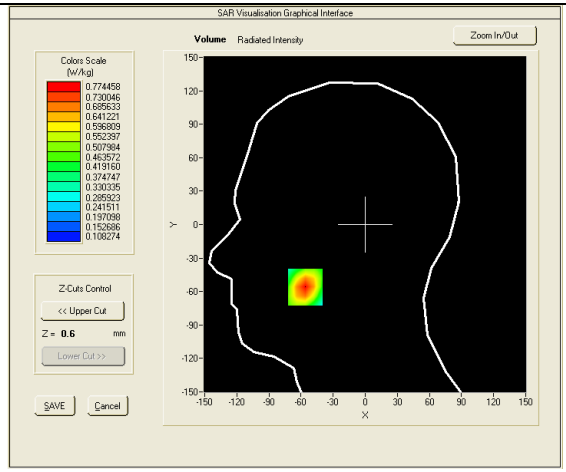 SAR Visualisation Graphical Interface
Volume Radiated Intensity
Zoom In/Out
Colors Scale
(W/kg)
0.774458
0.730046
0.685633
0.641221
0.596809
0.552397
0.507984
0.463572
0.419160
0.374747
0.330335
0.285923
0.241511
0.197098
0.152686
0.108274
Z-Cuts Control
<< Upper Cut
Z = 0.6 mm
Lower Cut >>
SAVE Cancel
150
120
90
60
30
0
-30
-60
-90
-120
-150
Y
-150 -120 -90 -60 -30 0 30 60 90 120 150
X